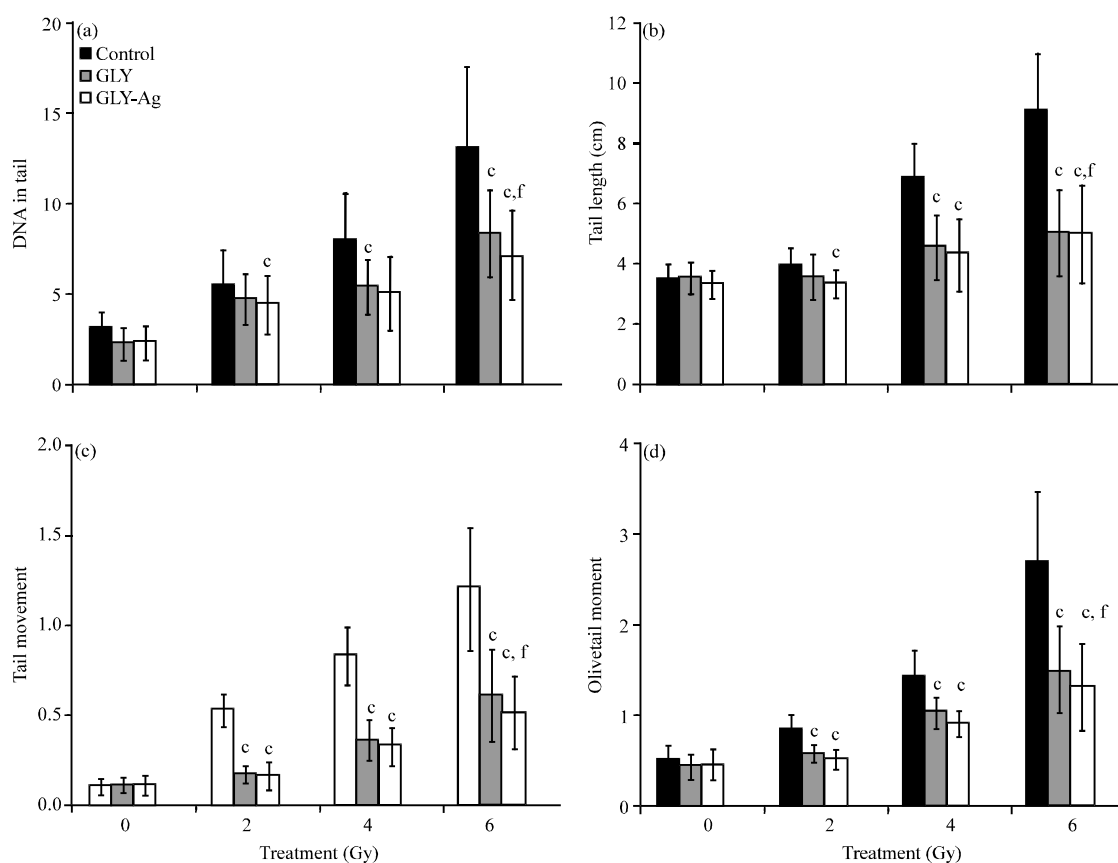 (a)
Control
GLY
GLY-Ag
20
15
10
5
0
DNA in tail
c
c
c
c,f
(b)
12
10
8
6
4
2
0
Tail length (cm)
c
c
c
c
c,f
(c)
2.0
1.5
1.0
0.5
0.0
Tail movement
c
c
c
c
c
c, f
0
2
4
6
Treatment (Gy)
(d)
4
3
2
1
0
Olivetail moment
c
c
c
c
c
c, f
0
2
4
6
Treatment (Gy)